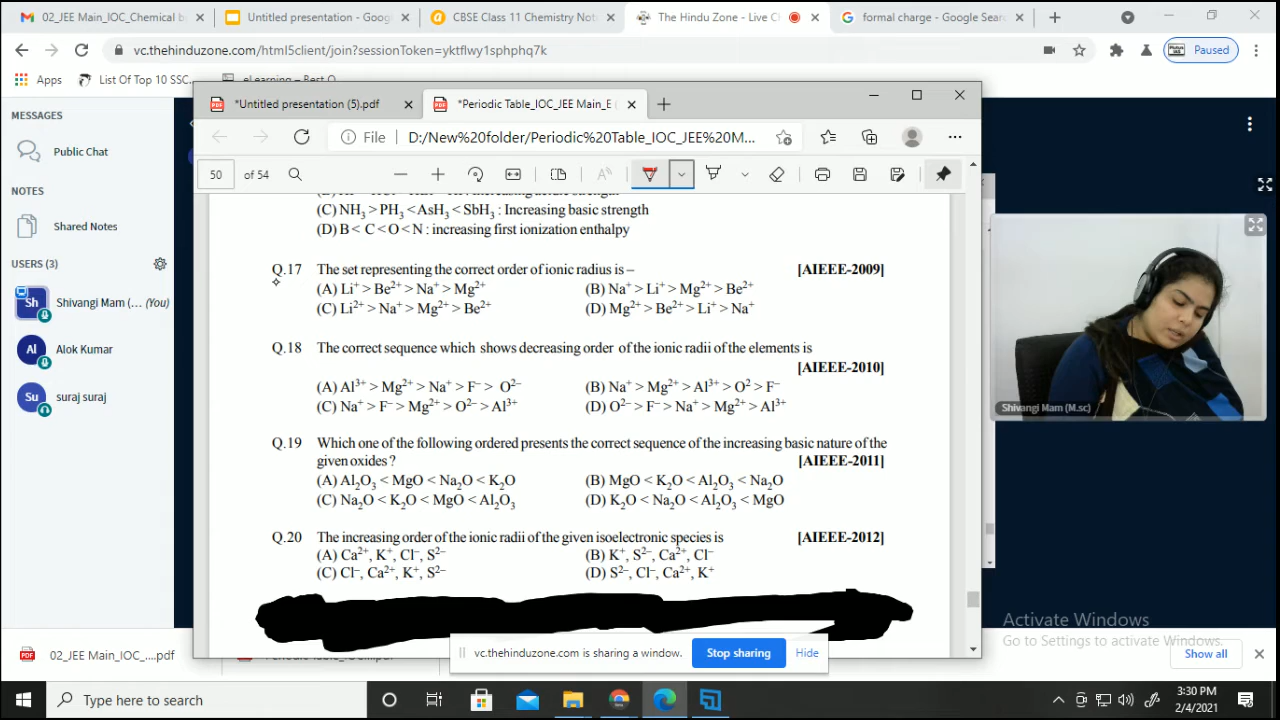 02_JEE Main_IOC_Chemical b
Untitled presentation - Goog
CBSE Class 11 Chemistry Not
The Hindu Zone - Live C
formal charge - Google Sear
vc.thehinduzone.com/html5client/join?sessionToken=yktflwy1sphphq7k
Paused
Apps
List Of Top 10 SSC...
eLearning – Best O
*Untitled presentation (5).pdf
*Periodic Table_IOC_JEE Main_E
File
D:/New%20folder/Periodic%20Table_IOC_JEE%20M...
50 of 54
MESSAGES
Public Chat
NOTES
Shared Notes
USERS (3)
Sh Shivangi Mam (... (You)
Al Alok Kumar
Su suraj suraj
(C) NH₃ > PH₃ < AsH₃ < SbH₃ : Increasing basic strength
(D) B < C < O < N : increasing first ionization enthalpy
Q.17 The set representing the correct order of ionic radius is – [AIEEE-2009]
(A) Li⁺ > Be²⁺ > Na⁺ > Mg²⁺ (B) Na⁺ > Li⁺ > Mg²⁺ > Be²⁺
(C) Li²⁺ > Na⁺ > Mg²⁺ > Be²⁺ (D) Mg²⁺ > Be²⁺ > Li⁺ > Na⁺
Q.18 The correct sequence which shows decreasing order of the ionic radii of the elements is
[AIEEE-2010]
(A) Al³⁺ > Mg²⁺ > Na⁺ > F⁻ > O²⁻ (B) Na⁺ > Mg²⁺ > Al³⁺ > O² > F⁻
(C) Na⁺ > F⁻ > Mg²⁺ > O²⁻ > Al³⁺ (D) O²⁻ > F⁻ > Na⁺ > Mg²⁺ > Al³⁺
Q.19 Which one of the following ordered presents the correct sequence of the increasing basic nature of the
given oxides ? [AIEEE-2011]
(A) Al₂O₃ < MgO < Na₂O < K₂O (B) MgO < K₂O < Al₂O₃ < Na₂O
(C) Na₂O < K₂O < MgO < Al₂O₃ (D) K₂O < Na₂O < Al₂O₃ < MgO
Q.20 The increasing order of the ionic radii of the given isoelectronic species is [AIEEE-2012]
(A) Ca²⁺, K⁺, Cl⁻, S²⁻ (B) K⁺, S²⁻, Ca²⁺, Cl⁻
(C) Cl⁻, Ca²⁺, K⁺, S²⁻ (D) S²⁻, Cl⁻, Ca²⁺, K⁺
Shivangi Mam (M.sc)
Activate Windows
Go to Settings to activate Windows.
vc.thehinduzone.com is sharing a window.
Stop sharing
Hide
02_JEE Main_IOC_....pdf
Show all
Type here to search
3:30 PM
2/4/2021